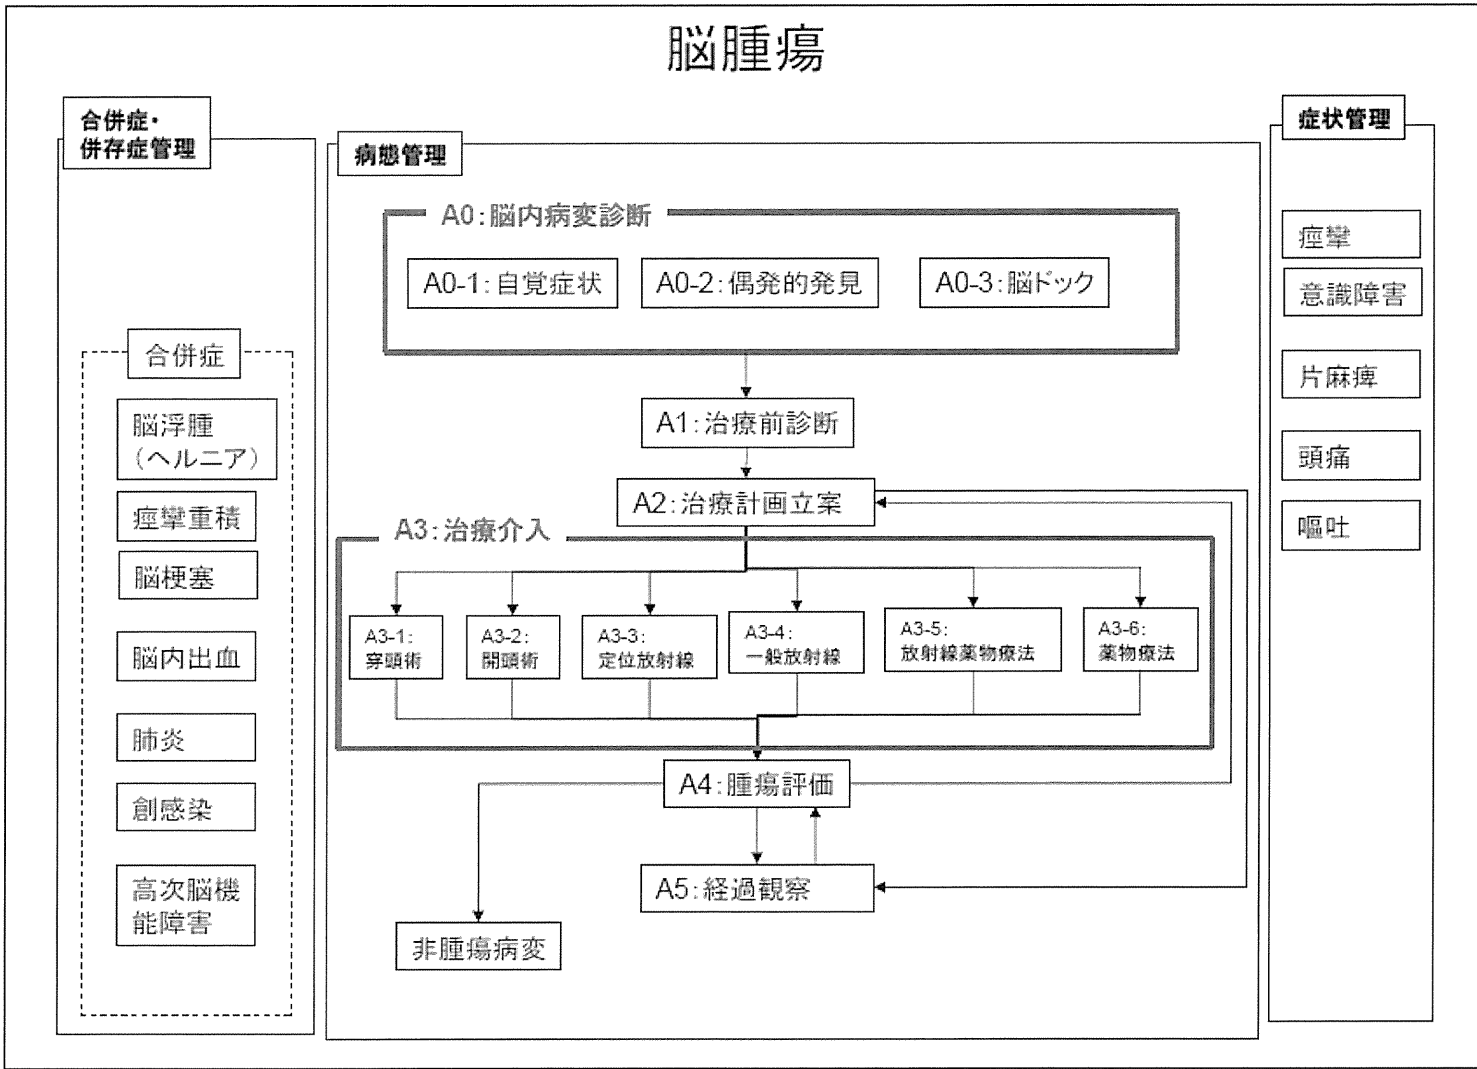 脳腫瘍
合併症・
併存症管理
合併症
脳浮腫
（ヘルニア）
痙攣重積
脳梗塞
脳内出血
肺炎
創感染
高次脳機
能障害
病態管理
A0:脳内病変診断
A0-1:自覚症状
A0-2:偶発的発見
A0-3:脳ドック
A1:治療前診断
A2:治療計画立案
A3:治療介入
A3-1:
穿頭術
A3-2:
開頭術
A3-3:
定位放射線
A3-4:
一般放射線
A3-5:
放射線薬物療法
A3-6:
薬物療法
A4:腫瘍評価
A5:経過観察
非腫瘍病変
症状管理
痙攣
意識障害
片麻痺
頭痛
嘔吐